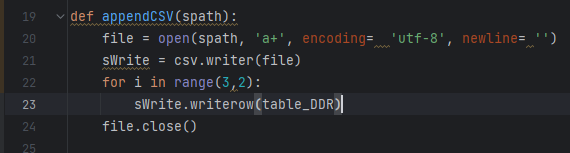 19 def appendCSV(spath):
20     file = open(spath, 'a+', encoding= 'utf-8', newline= '')
21     sWrite = csv.writer(file)
22     for i in range(3,2):
23         sWrite.writerow(table_DDR)
24     file.close()
25